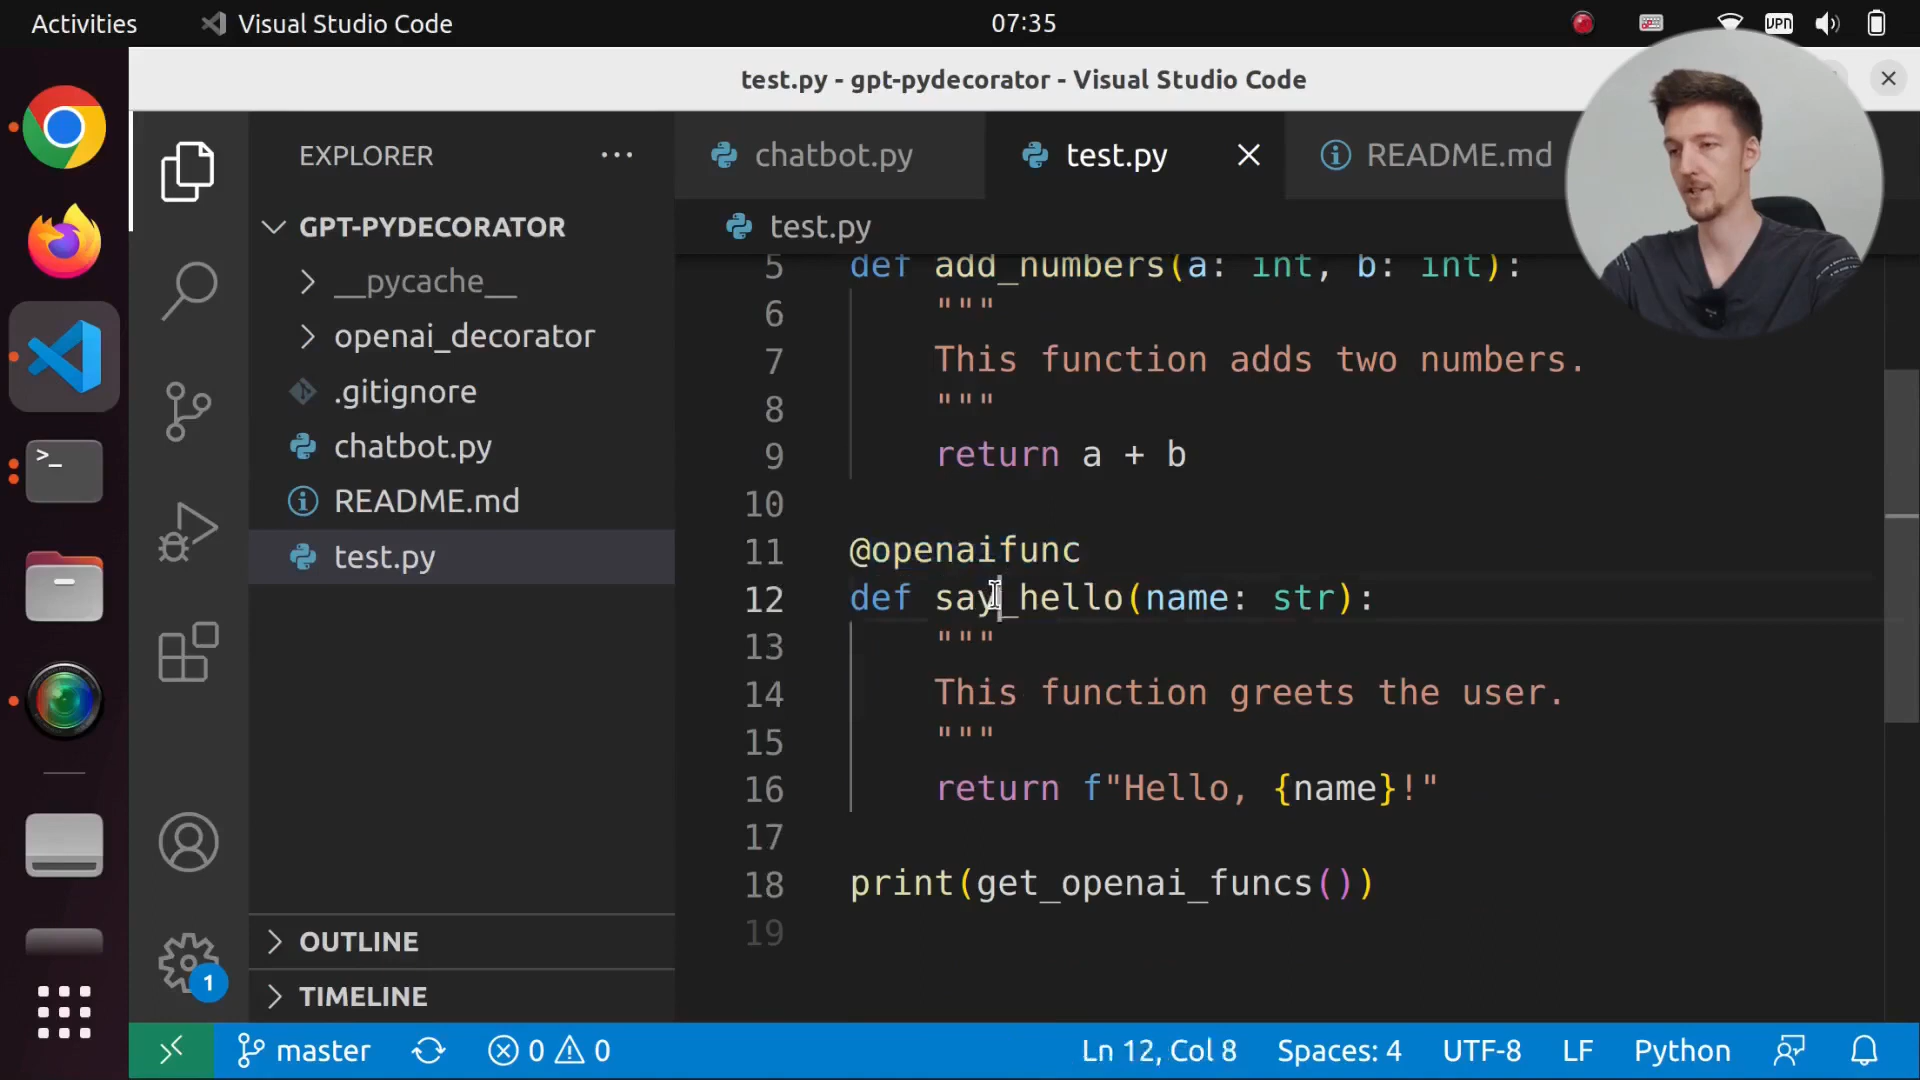 Activities
Visual Studio Code
07:35
VPN
test.py - gpt-pydecorator - Visual Studio Code
EXPLORER
GPT-PYDECORATOR
__pycache__
openai_decorator
.gitignore
chatbot.py
README.md
test.py
OUTLINE
TIMELINE
1
chatbot.py
test.py
README.md
test.py
5 def add_numbers(a: int, b: int):
6 """
7 This function adds two numbers.
8 """
9 return a + b
10
11 @openaifunc
12 def say_hello(name: str):
13 """
14 This function greets the user.
15 """
16 return f"Hello, {name}!"
17
18 print(get_openai_funcs())
19
master 0 0 Ln 12, Col 8 Spaces: 4 UTF-8 LF Python